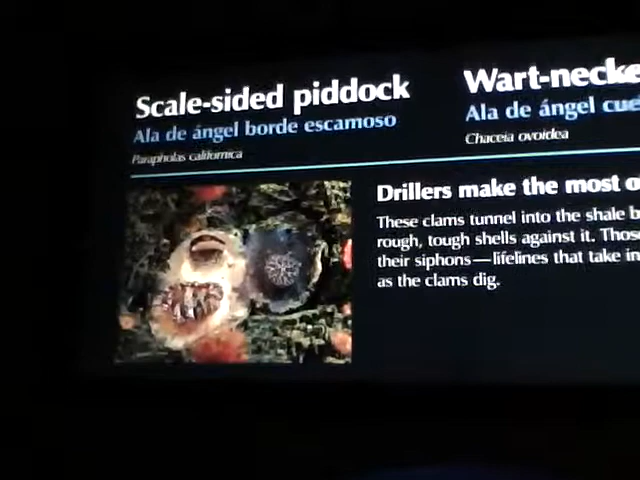 Scale-sided piddock
Ala de ángel borde escamoso
Parapholas californica
Wart-necke
Ala de ángel cue
Chaceia ovoidea
Drillers make the most o
These clams tunnel into the shale b
rough, tough shells against it. Thos
their siphons—lifelines that take in
as the clams dig.